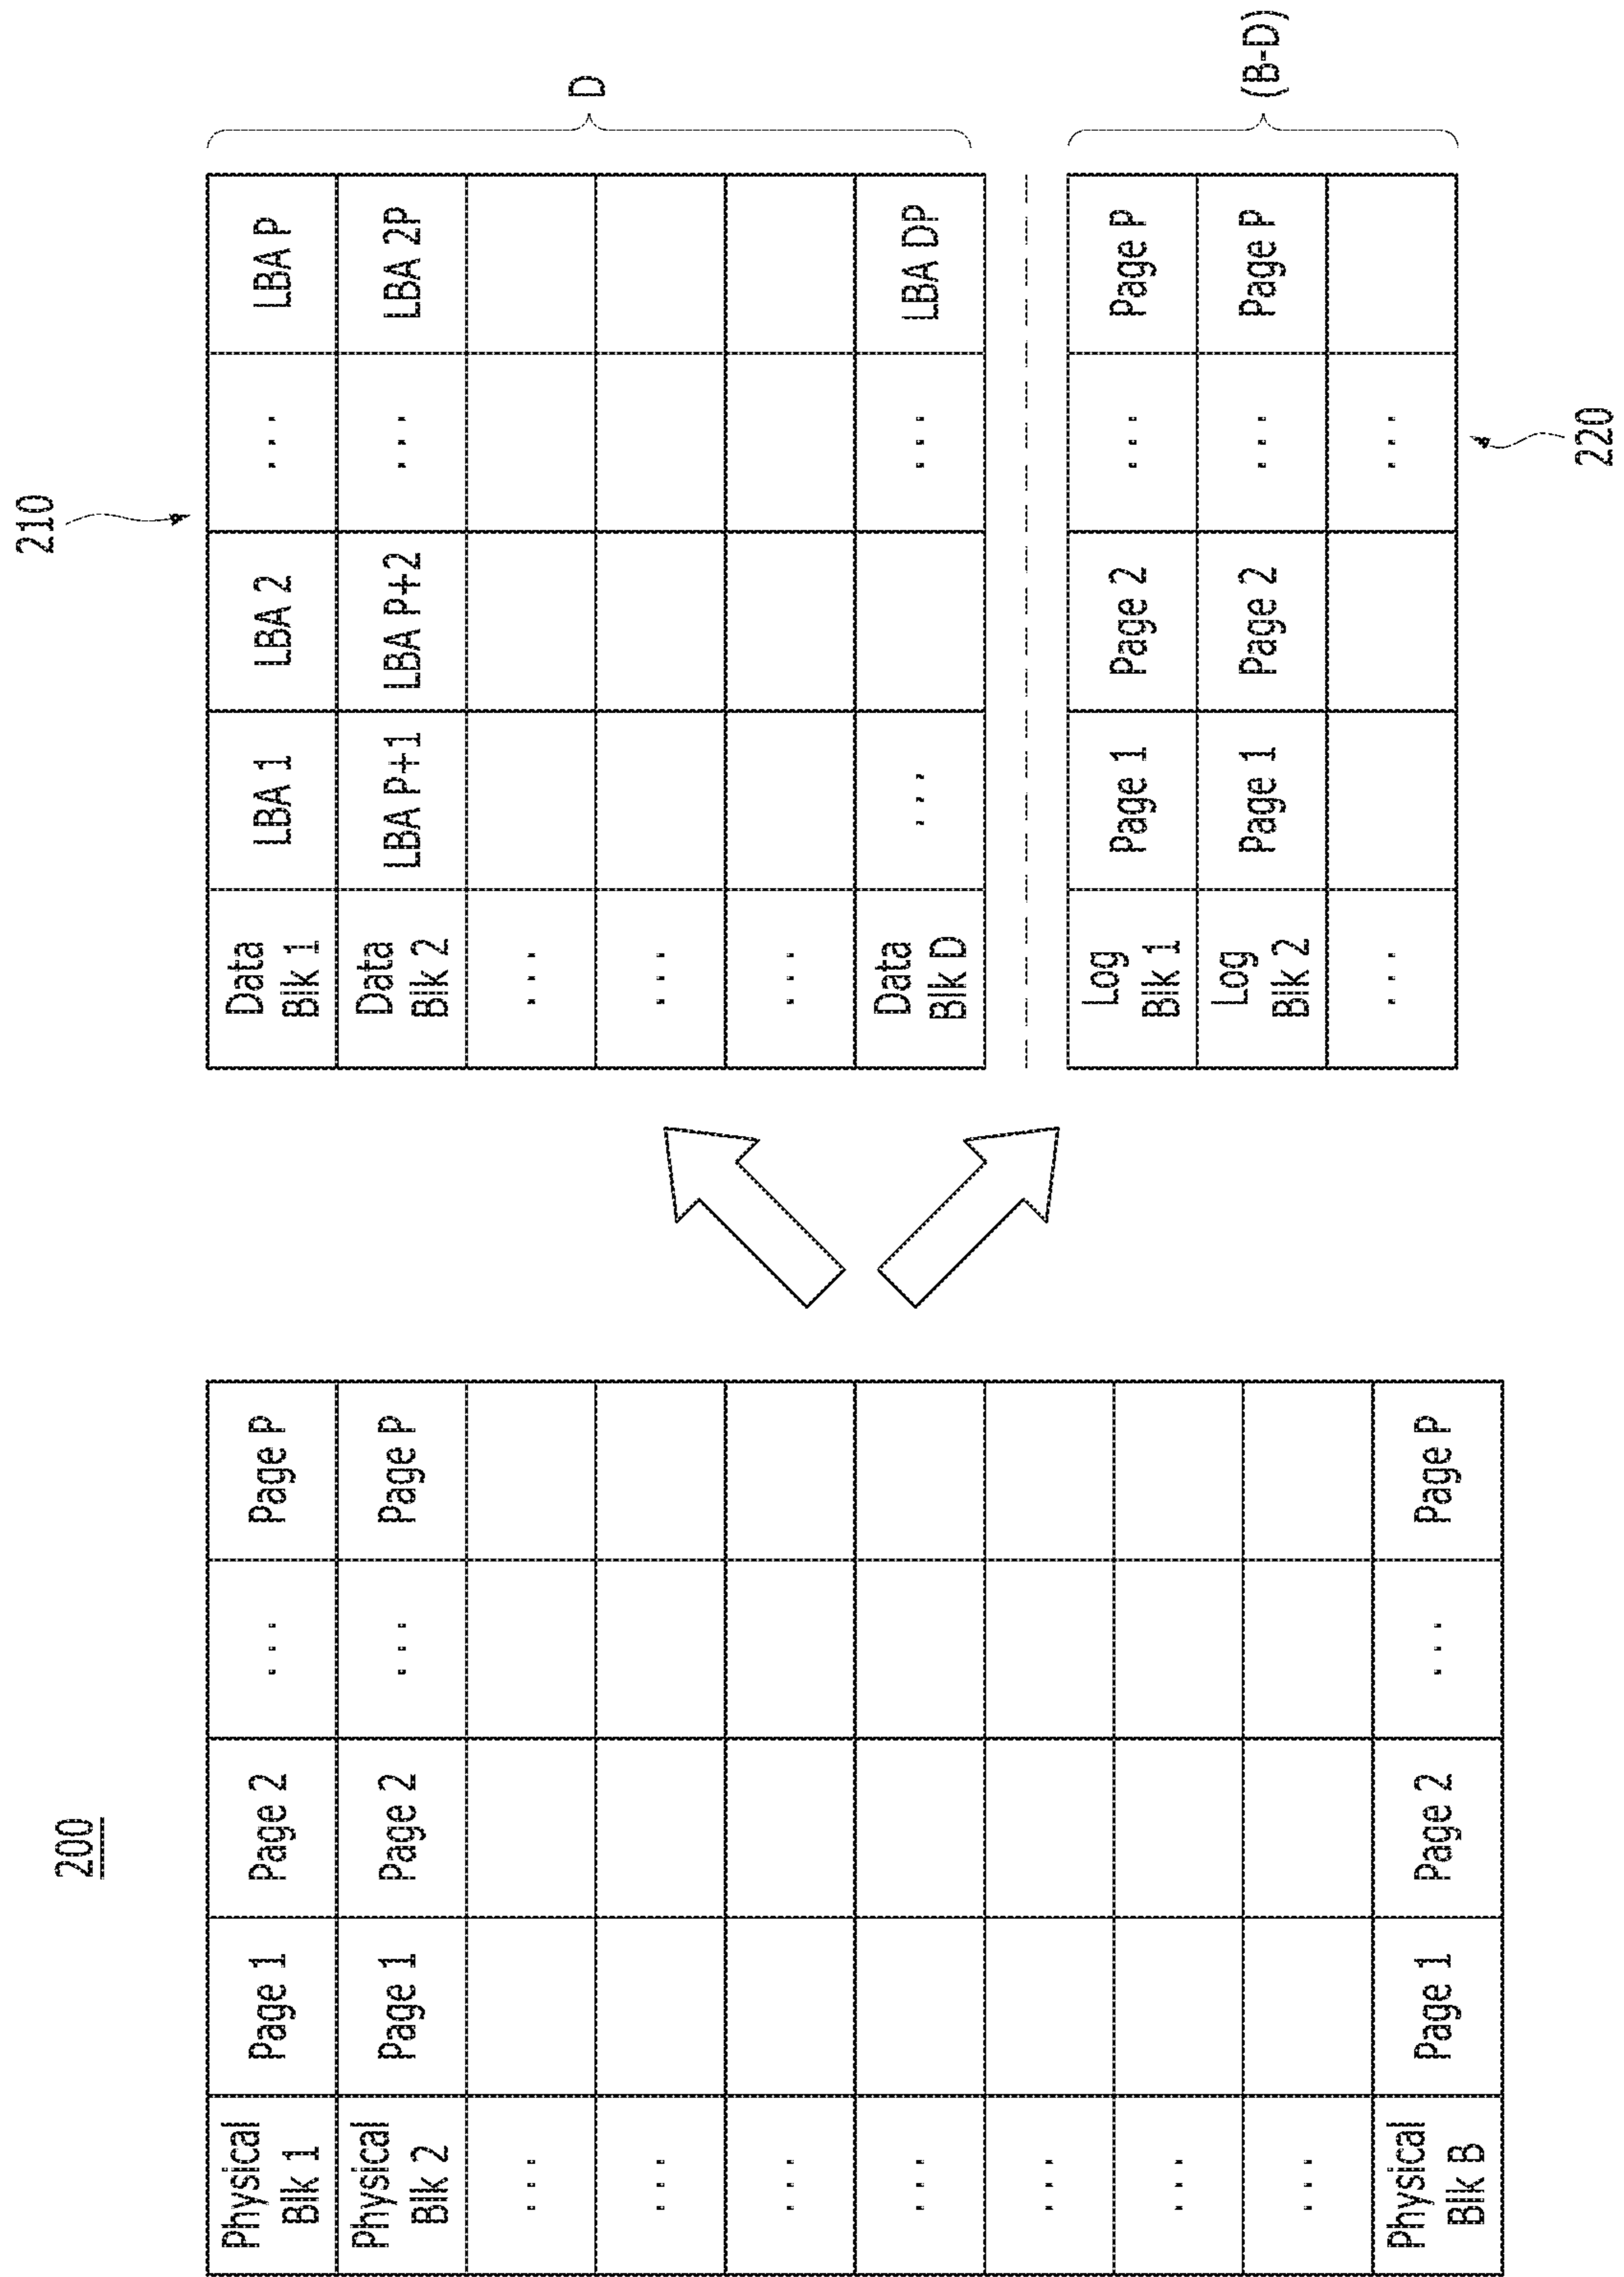 200
Physical
Blk 1
Page 1
Page 2
...
Page P
Physical
Blk 2
Page 1
Page 2
...
Page P
...
...
...
...
...
...
...
Physical
Blk B
Page 1
Page 2
...
Page P
210
Data
Blk 1
LBA 1
LBA 2
...
LBA P
Data
Blk 2
LBA P+1
LBA P+2
...
LBA 2P
...
...
...
Data
Blk D
...
...
LBA DP
D
Log
Blk 1
Page 1
Page 2
...
Page P
Log
Blk 2
Page 1
Page 2
...
Page P
...
...
(B-D)
220